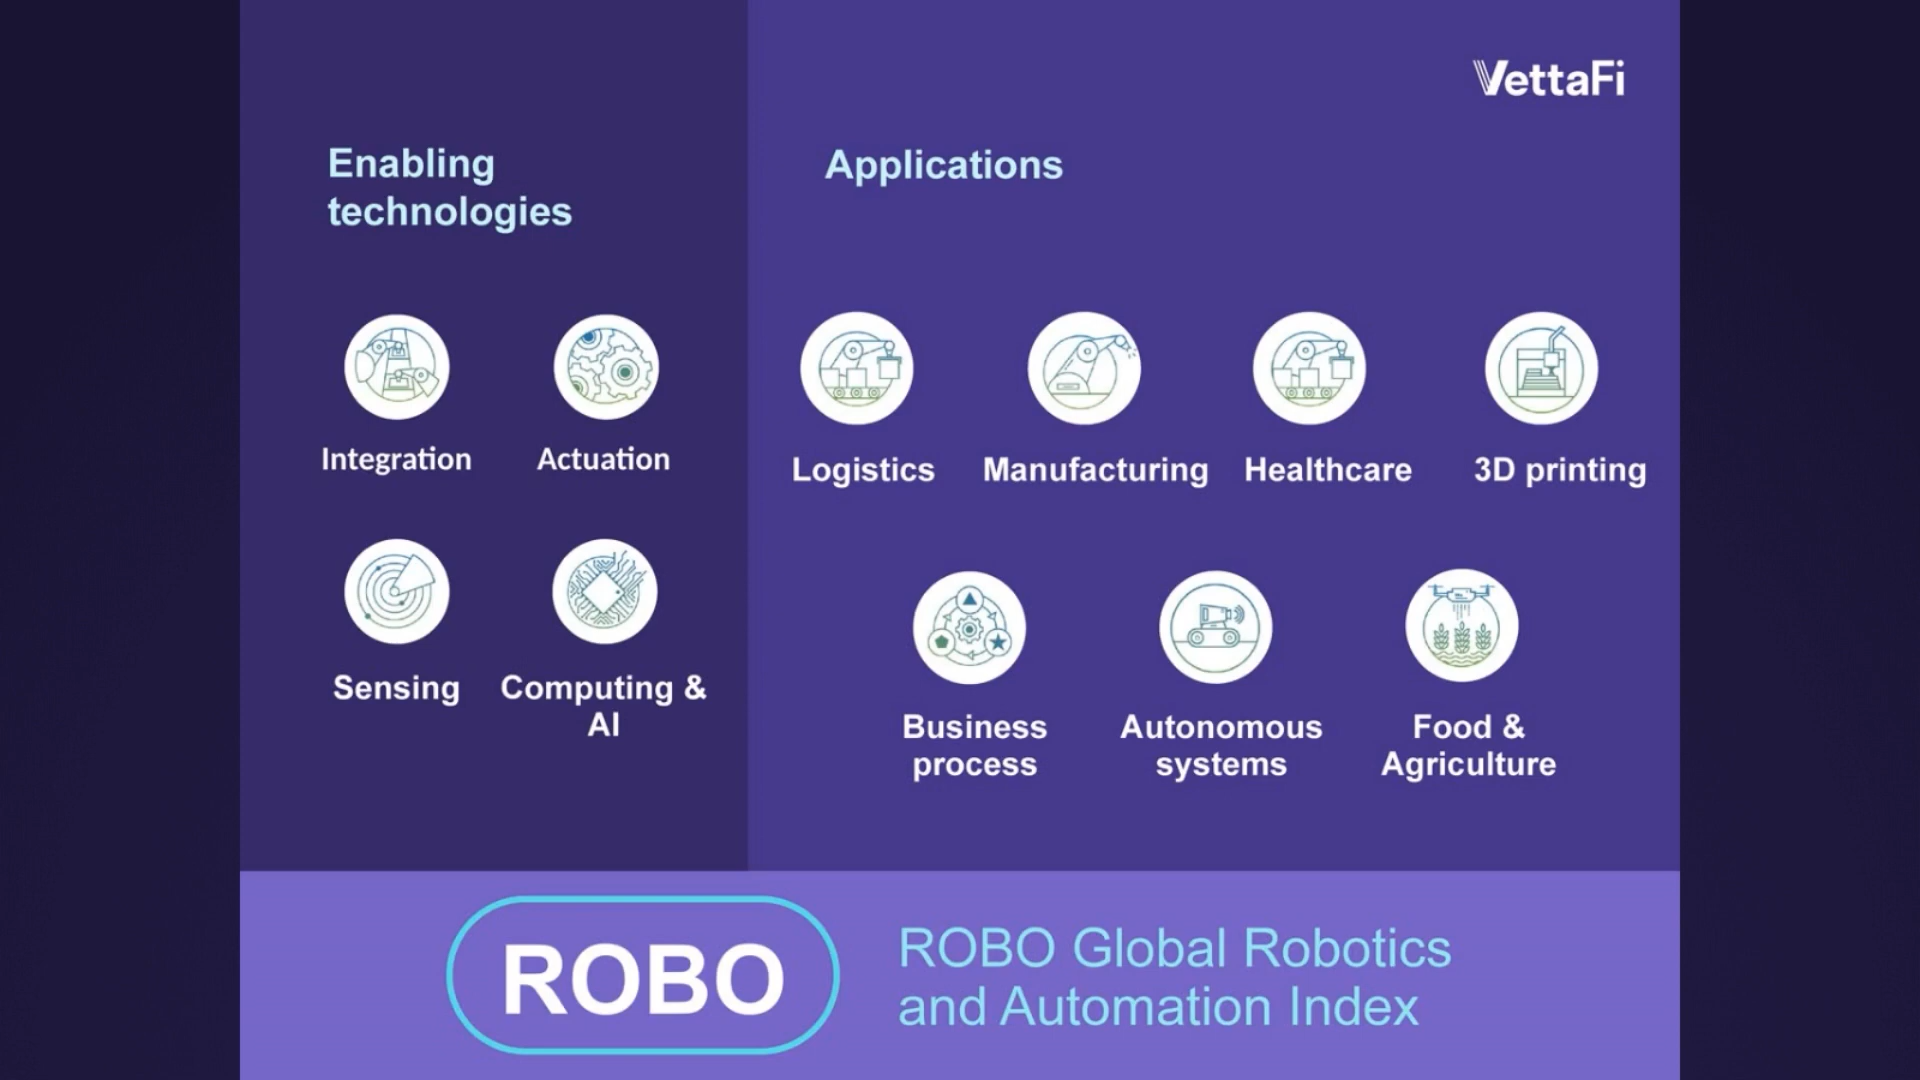 VettaFi
Enabling
technologies
Integration
Actuation
Sensing
Computing &
AI
Applications
Logistics
Manufacturing
Healthcare
3D printing
Business
process
Autonomous
systems
Food &
Agriculture
ROBO
ROBO Global Robotics
and Automation Index